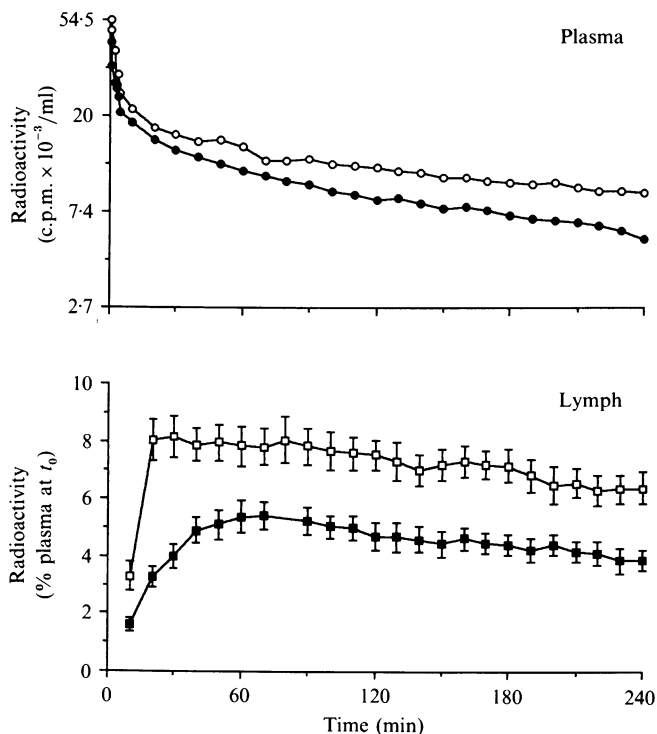 54·5
20
7·4
2·7
Radioactivity
(c.p.m. × 10⁻³/ml)
Plasma
10
8
6
4
2
0
Radioactivity
(% plasma at t₀)
Lymph
0 60 120 180 240
Time (min)